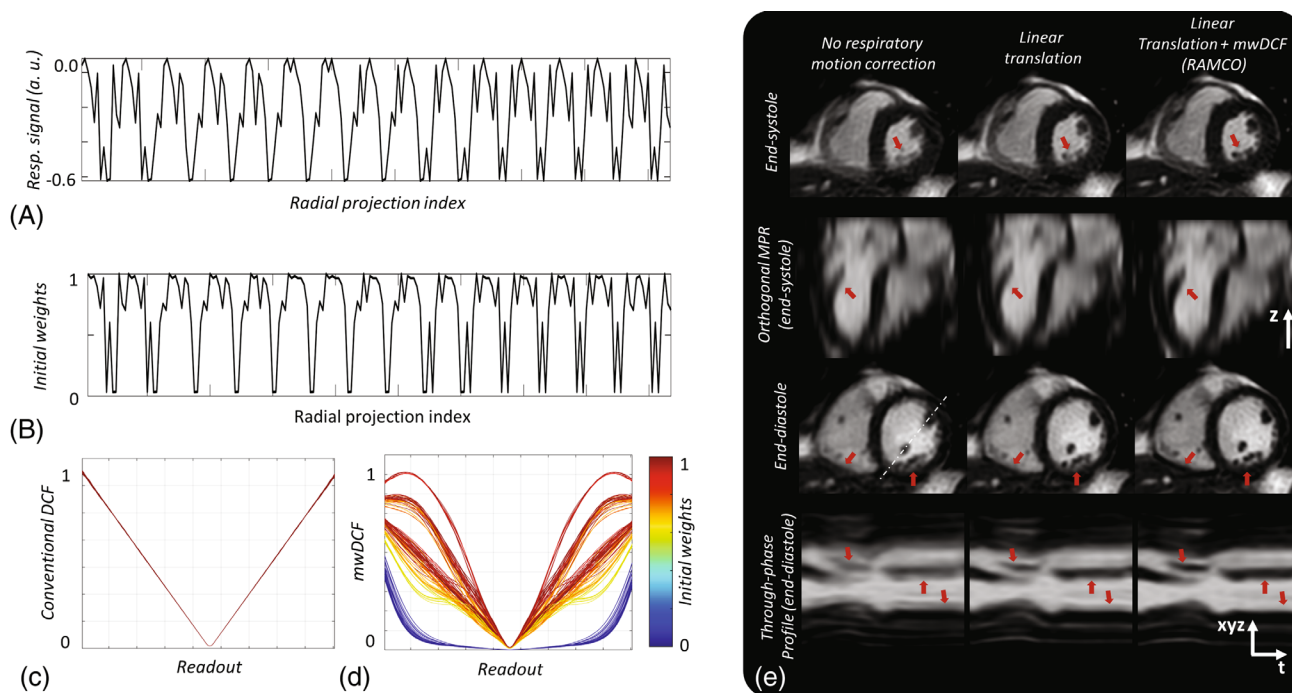 0.0
Resp. signal (a. u.)
-0.6
Radial projection index
(A)
1
Initial weights
0
Radial projection index
(B)
1
Conventional DCF
0
Readout
(c)
1
mwDCF
0
Readout
(d)
1
Initial weights
0
No respiratory
motion correction
Linear
translation
Linear
Translation + mwDCF
(RAMCO)
End-systole
Orthogonal MPR
(end-systole)
z
End-diastole
Through-phase
Profile (end-diastole)
xyz
t
(e)